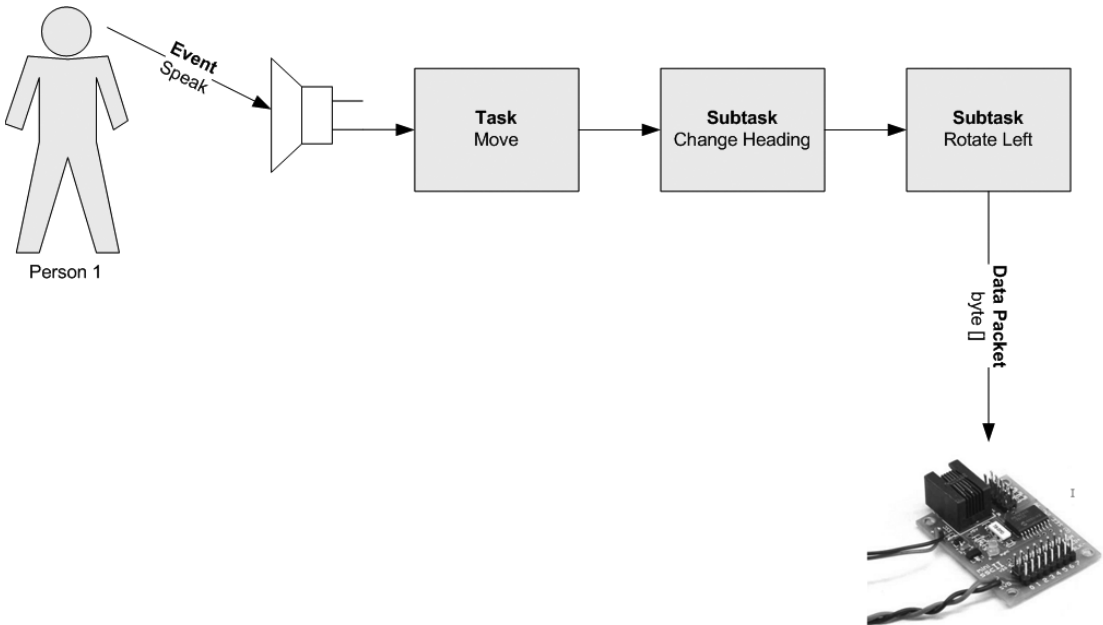 Event
Speak
Task
Move
Subtask
Change Heading
Subtask
Rotate Left
Person 1
Data Packet
byte []